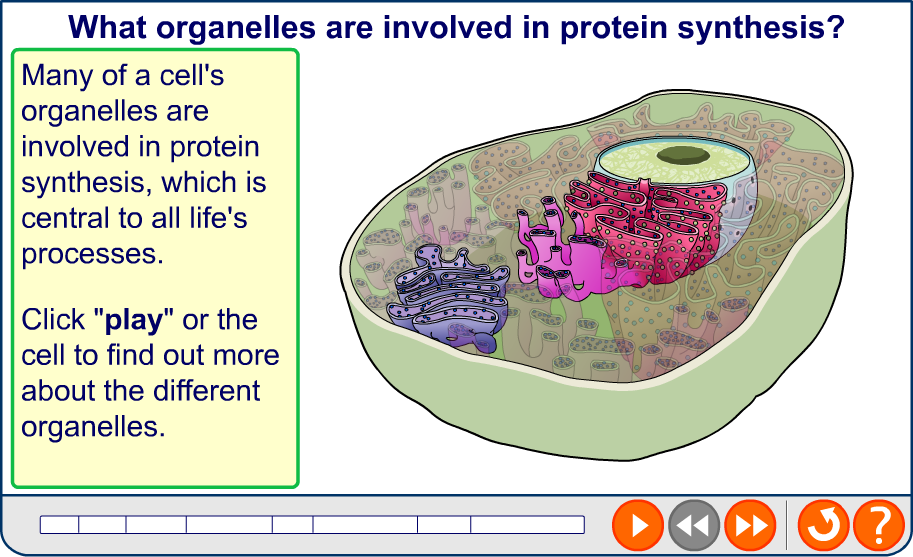 What organelles are involved in protein synthesis?
Many of a cell's
organelles are
involved in protein
synthesis, which is
central to all life's
processes.
Click "play" or the
cell to find out more
about the different
organelles.
?